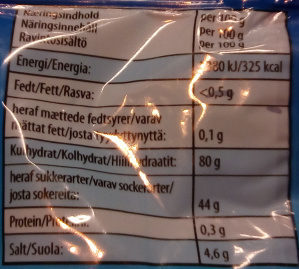 Næringsindhold per 100 g
Näringsinnehåll per 100 g
Ravintosisältö per 100 g
Energi/Energia: kJ/325 kcal
Fedt/Fett/Rasva: <0,5 g
heraf mættede fedtsyrer/varav
mättat fett/josta 0,1 g
Kulhydrat/Kolhydrat/Hiilihydraatit: 80 g
heraf sukkerarter/varav sockerarter/
josta sokereita: 44 g
Protein/ 0,3 g
Salt/Suola: 4,6 g